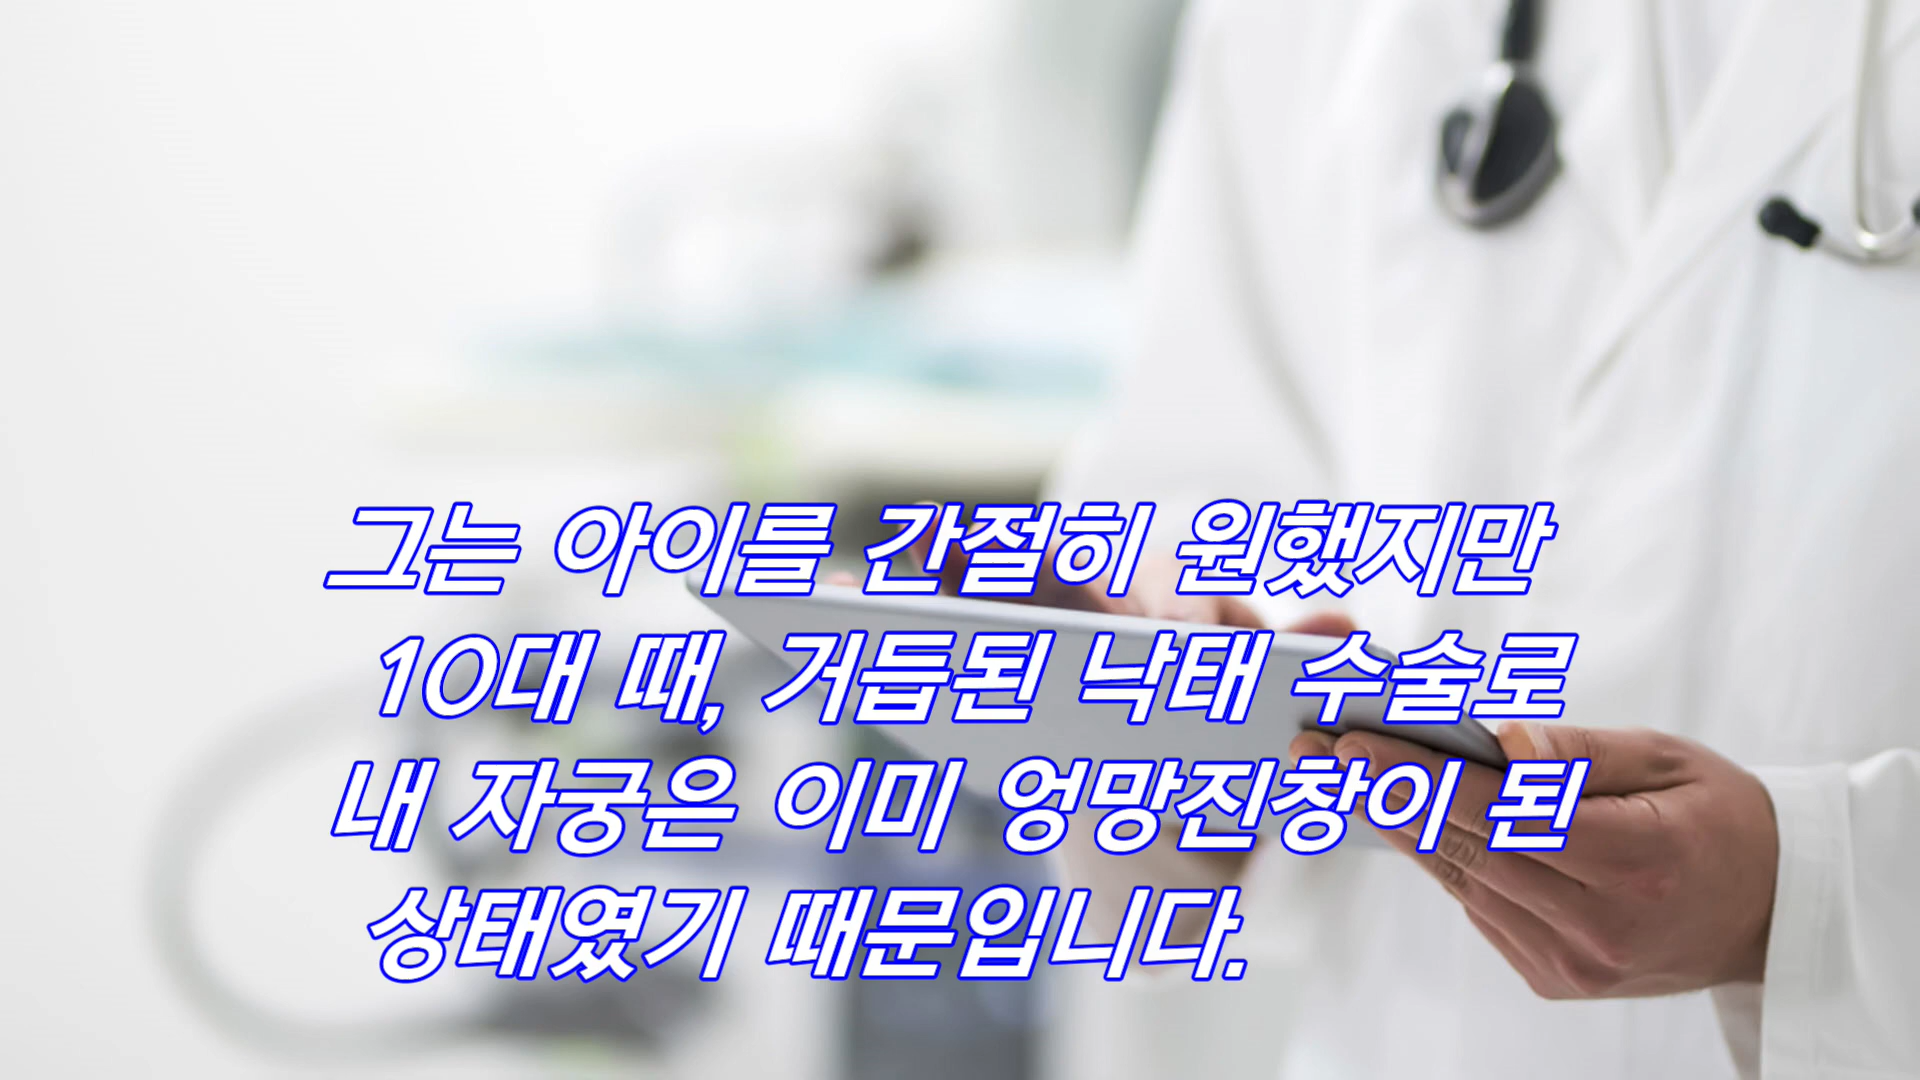 그는 아이를 간절히 원했지만
10대 때, 거듭된 낙태 수술로
내 자궁은 이미 엉망진창이 된
상태였기 때문입니다.